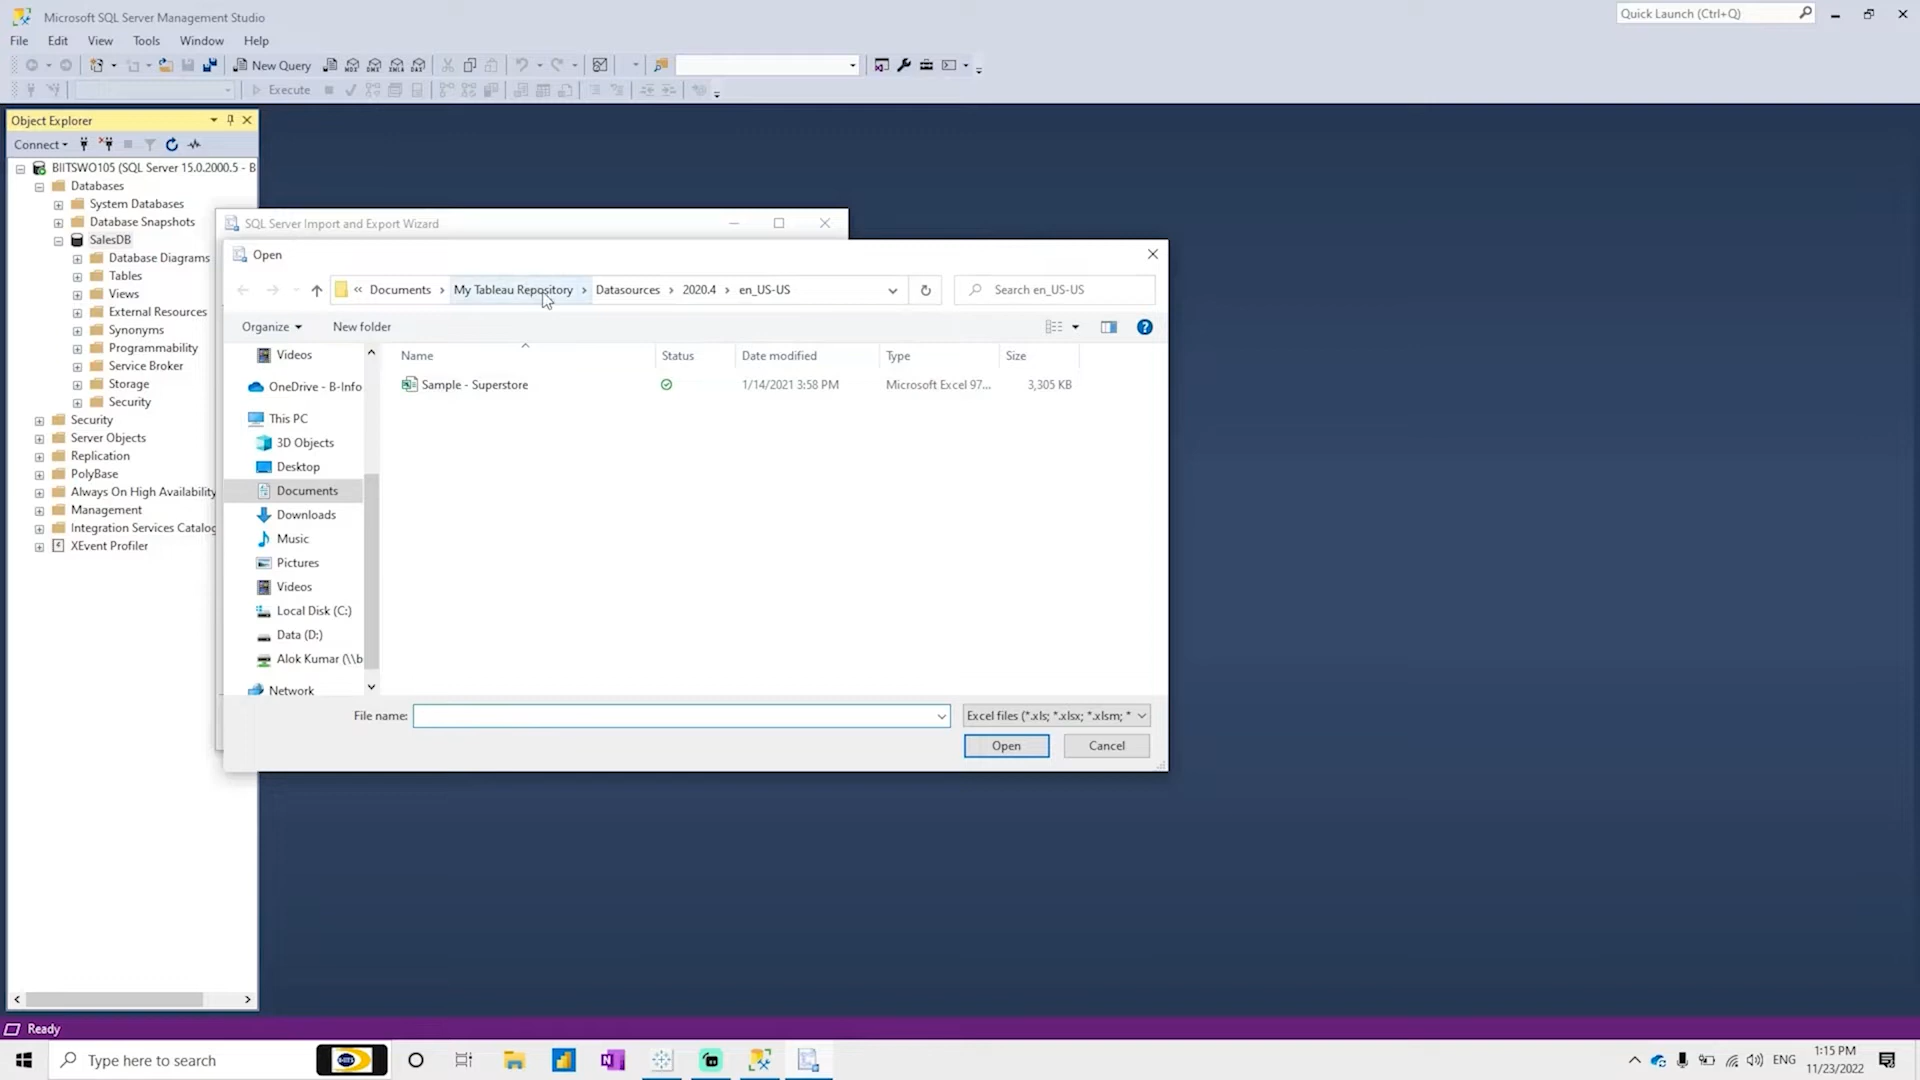 Microsoft SQL Server Management Studio
Quick Launch (Ctrl+Q)
File Edit View Tools Window Help
New Query
Execute
Object Explorer
Connect
BIITSWO105 (SQL Server 15.0.2000.5 - B
Databases
System Databases
Database Snapshots
SalesDB
Database Diagrams
Tables
Views
External Resources
Synonyms
Programmability
Service Broker
Storage
Security
Security
Server Objects
Replication
PolyBase
Always On High Availability
Management
Integration Services Catalog
XEvent Profiler
SQL Server Import and Export Wizard
Open
« Documents › My Tableau Repository › Datasources › 2020.4 › en_US-US
Search en_US-US
Organize New folder
Name Status Date modified Type Size
Sample - Superstore 1/14/2021 3:58 PM Microsoft Excel 97... 3,305 KB
Videos
OneDrive - B-Info
This PC
3D Objects
Desktop
Documents
Downloads
Music
Pictures
Videos
Local Disk (C:)
Data (D:)
Alok Kumar (\\b
Network
File name:
Excel files (*.xls; *.xlsx; *.xlsm; *
Open Cancel
Ready
Type here to search
ENG
1:15 PM
11/23/2022